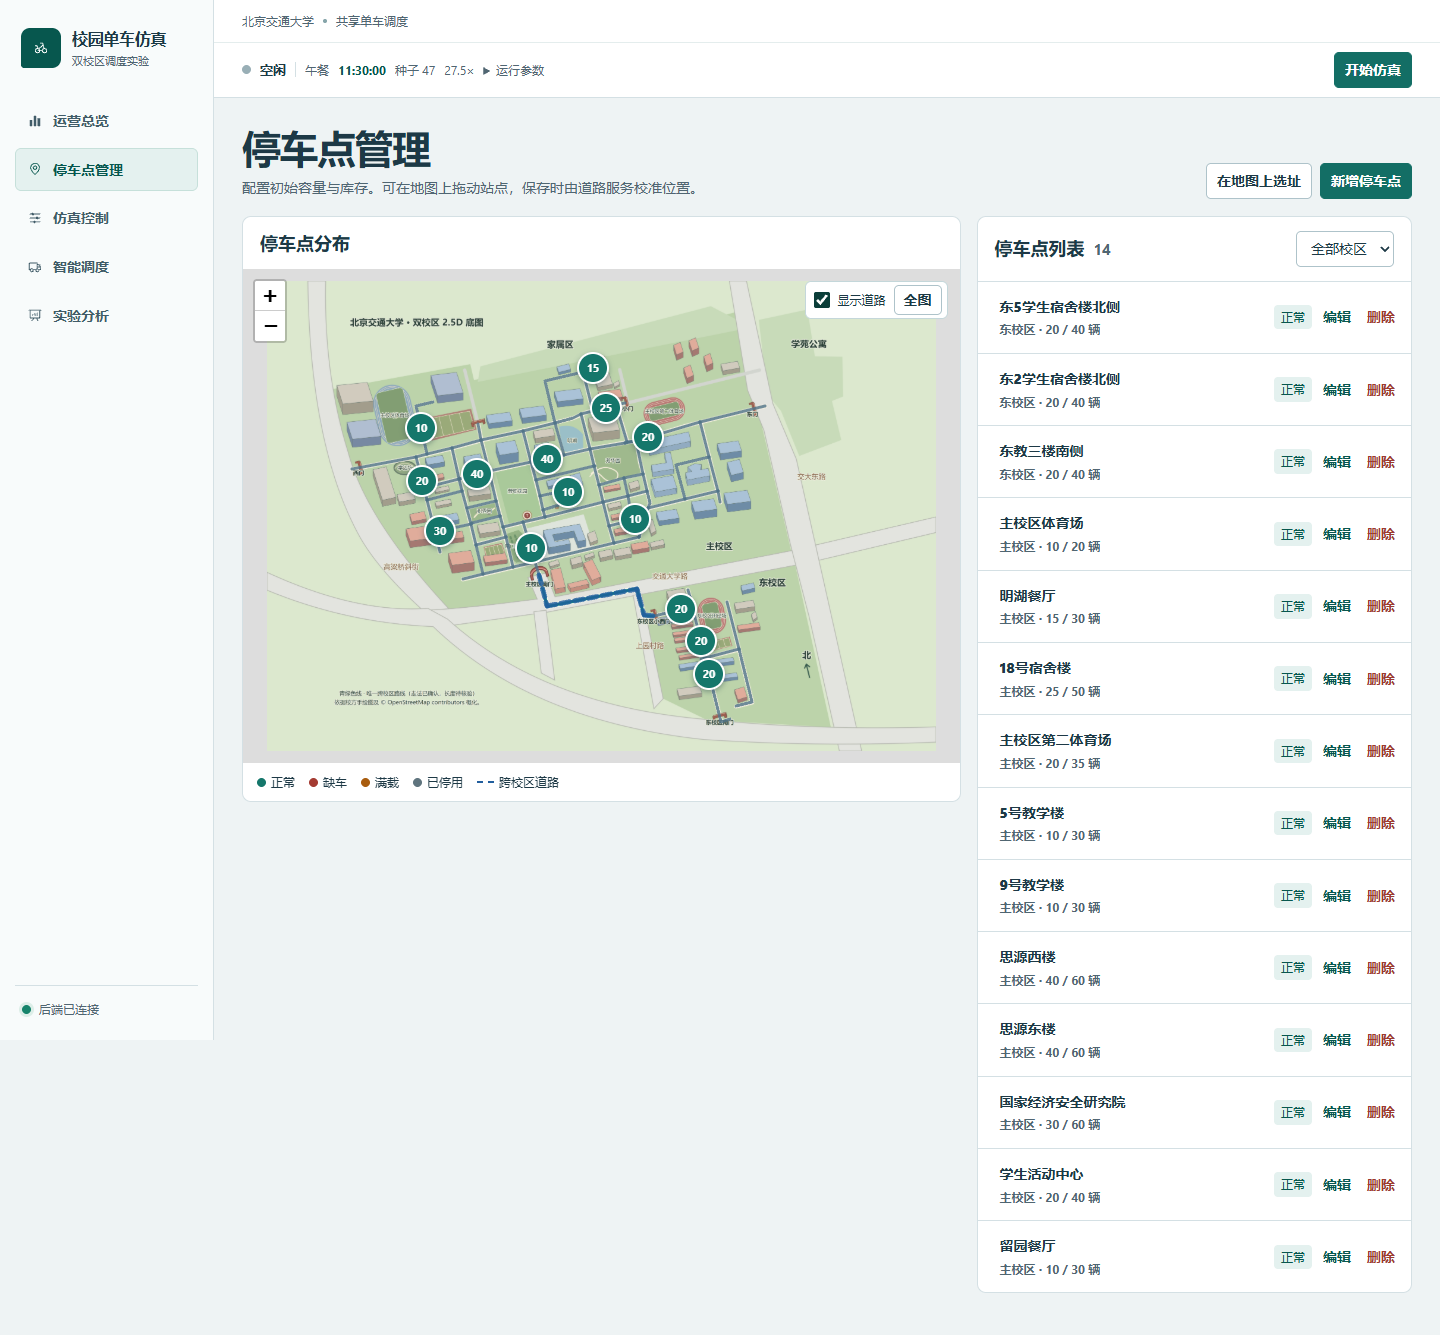 校园单车仿真
双校区调度实验
运营总览
停车点管理
仿真控制
智能调度
实验分析
后端已连接
北京交通大学 • 共享单车调度
空闲 午餐 11:30:00 种子 47 27.5× ▶ 运行参数
开始仿真
停车点管理
配置初始容量与库存。可在地图上拖动站点，保存时由道路服务校准位置。
在地图上选址
新增停车点
停车点分布
+
−
显示道路
全图
北京交通大学 · 双校区 2.5D 底图
家属区
学苑公寓
15
25
20
10
40
40
20
10
30
10
10
交大东路
主校区
高粱桥斜街
交通大学路
东校区
20
20
20
上园村路
北
正常 缺车 满载 已停用 跨校区道路
停车点列表 14
全部校区
东5学生宿舍楼北侧
东校区 · 20 / 40 辆
正常 编辑 删除
东2学生宿舍楼北侧
东校区 · 20 / 40 辆
正常 编辑 删除
东教三楼南侧
东校区 · 20 / 40 辆
正常 编辑 删除
主校区体育场
主校区 · 10 / 20 辆
正常 编辑 删除
明湖餐厅
主校区 · 15 / 30 辆
正常 编辑 删除
18号宿舍楼
主校区 · 25 / 50 辆
正常 编辑 删除
主校区第二体育场
主校区 · 20 / 35 辆
正常 编辑 删除
5号教学楼
主校区 · 10 / 30 辆
正常 编辑 删除
9号教学楼
主校区 · 10 / 30 辆
正常 编辑 删除
思源西楼
主校区 · 40 / 60 辆
正常 编辑 删除
思源东楼
主校区 · 40 / 60 辆
正常 编辑 删除
国家经济安全研究院
主校区 · 30 / 60 辆
正常 编辑 删除
学生活动中心
主校区 · 20 / 40 辆
正常 编辑 删除
留园餐厅
主校区 · 10 / 30 辆
正常 编辑 删除